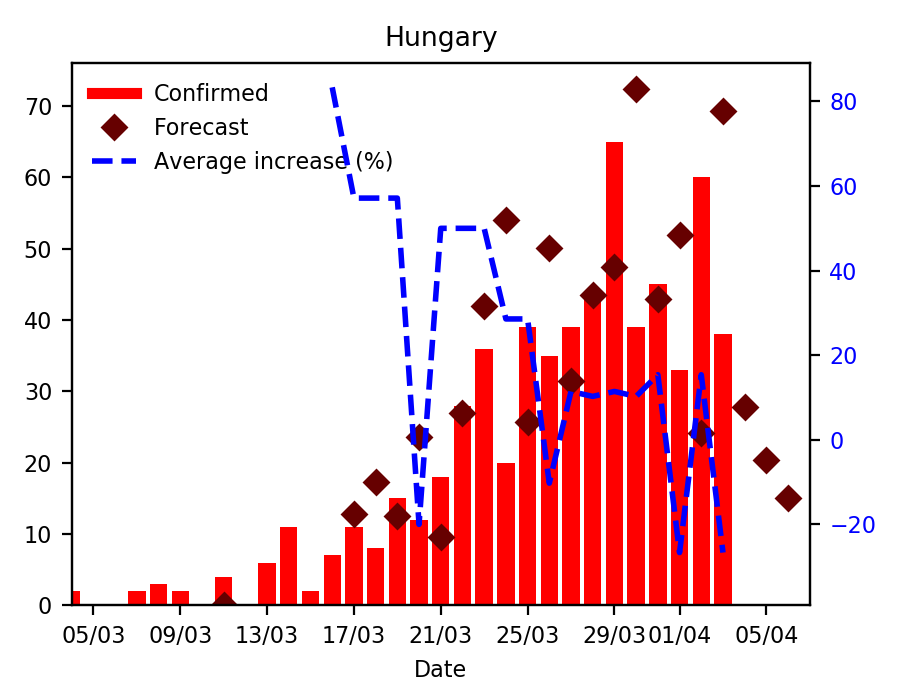 Hungary
Confirmed
Forecast
Average increase (%)
70
60
50
40
30
20
10
0
80
60
40
20
0
−20
05/03 09/03 13/03 17/03 21/03 25/03 29/03 01/04 05/04
Date